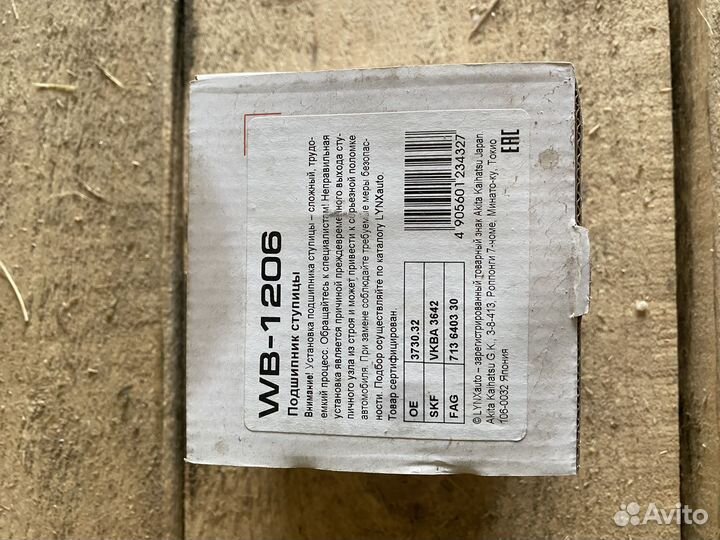 WB-1206
Подшипник ступицы
Внимание! Установка подшипника ступицы – сложный, трудо-
емкий процесс. Обращайтесь к специалистам! Неправильная
установка является причиной преждевременного выхода сту-
пичного узла из строя и может привести к серьезной поломке
автомобиля. При замене соблюдайте требуемые меры безопас-
ности. Подбор осуществляйте по каталогу LYNXauto.
Товар сертифицирован.
OE 3730.32
SKF VKBA 3642
FAG 713 6403 30
4 905601 234327
© LYNXauto – зарегистрированный товарный знак Akita Kaihatsu Japan
Akita Kaihatsu G.K., 3-8-413, Роппонги 7-чоме, Минато-ку, Токио
106-0032 Япония
EAC
Avito